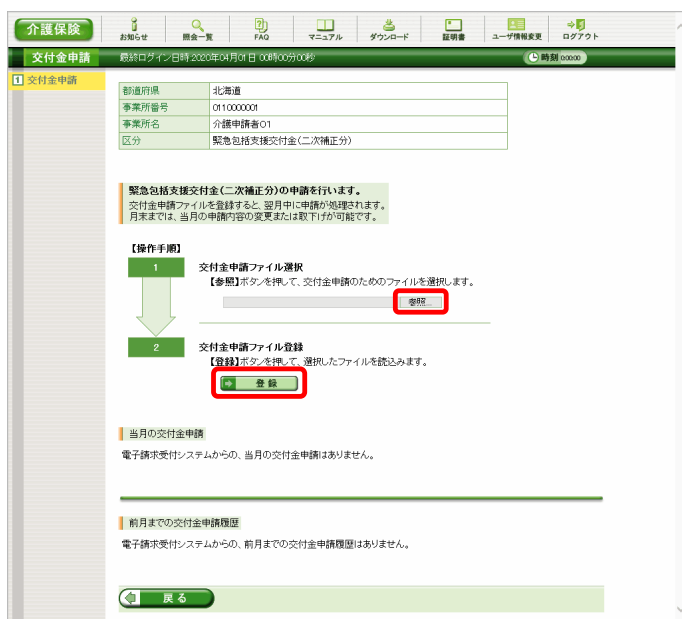 介護保険
お知らせ 照会一覧 FAQ マニュアル ダウンロード 証明書 ユーザ情報変更 ログアウト
交付金申請 最終ログイン日時:2020年04月01日 00時00分00秒 時刻 00:00:00
1 交付金申請
都道府県 北海道
事業所番号 0110000001
事業所名 介護申請者01
区分 緊急包括支援交付金(二次補正分)
緊急包括支援交付金(二次補正分)の申請を行います。
交付金申請ファイルを登録すると、翌月中に申請が処理されます。
月末までは、当月の申請内容の変更または取下げが可能です。
【操作手順】
1 交付金申請ファイル選択
【参照】ボタンを押して、交付金申請のためのファイルを選択します。
参照...
2 交付金申請ファイル登録
【登録】ボタンを押して、選択したファイルを読込みます。
登 録
当月の交付金申請
電子請求受付システムからの、当月の交付金申請はありません。
前月までの交付金申請履歴
電子請求受付システムからの、前月までの交付金申請履歴はありません。
戻 る